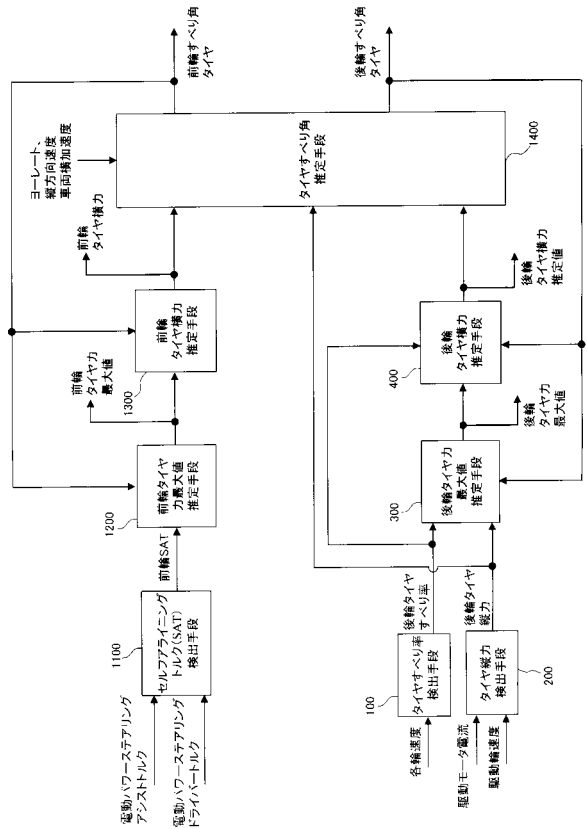 電動パワーステアリング
アシストトルク
電動パワーステアリング
ドライバートルク
1100
セルフアライニング
トルク(SAT)
検出手段
前輪SAT
1200
前輪タイヤ
力最大値
推定手段
前輪
タイヤ力
最大値
1300
前輪
タイヤ横力
推定手段
前輪
タイヤ横力
ヨーレート、
縦方向速度
車両横加速度
タイヤすべり角
推定手段
1400
前輪すべり角
タイヤ
後輪すべり角
タイヤ
各輪速度
100
タイヤすべり率
検出手段
後輪タイヤ
すべり率
駆動モータ電流
駆動輪速度
タイヤ縦力
検出手段
200
後輪タイヤ
縦力
300
後輪タイヤ力
最大値
推定手段
後輪
タイヤ力
最大値
400
後輪
タイヤ横力
推定手段
後輪
タイヤ横力
推定値